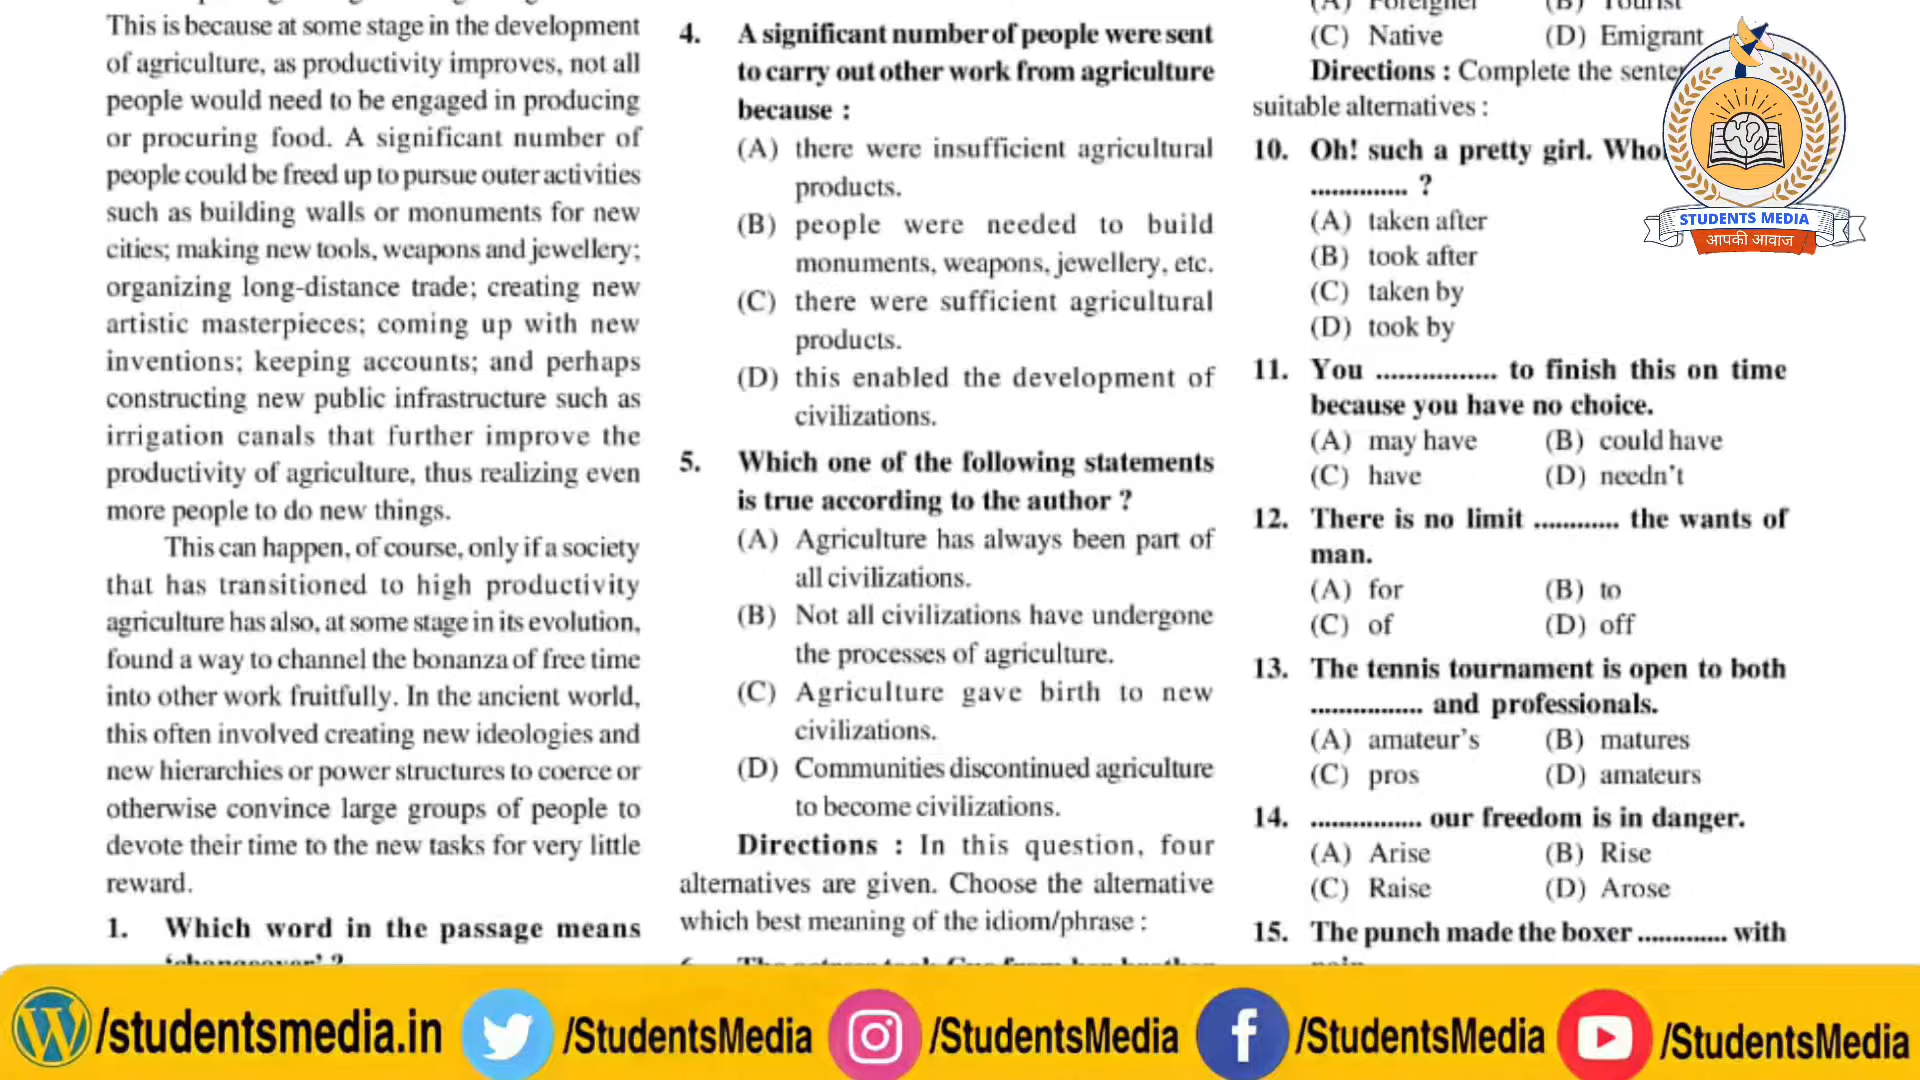 This is because at some stage in the development
of agriculture, as productivity improves, not all
people would need to be engaged in producing
or procuring food. A significant number of
people could be freed up to pursue outer activities
such as building walls or monuments for new
cities; making new tools, weapons and jewellery;
organizing long-distance trade; creating new
artistic masterpieces; coming up with new
inventions; keeping accounts; and perhaps
constructing new public infrastructure such as
irrigation canals that further improve the
productivity of agriculture, thus realizing even
more people to do new things.
This can happen, of course, only if a society
that has transitioned to high productivity
agriculture has also, at some stage in its evolution,
found a way to channel the bonanza of free time
into other work fruitfully. In the ancient world,
this often involved creating new ideologies and
new hierarchies or power structures to coerce or
otherwise convince large groups of people to
devote their time to the new tasks for very little
reward.
1. Which word in the passage means
'changeover' ?
4. A significant number of people were sent
to carry out other work from agriculture
because :
(A) there were insufficient agricultural
products.
(B) people were needed to build
monuments, weapons, jewellery, etc.
(C) there were sufficient agricultural
products.
(D) this enabled the development of
civilizations.
5. Which one of the following statements
is true according to the author ?
(A) Agriculture has always been part of
all civilizations.
(B) Not all civilizations have undergone
the processes of agriculture.
(C) Agriculture gave birth to new
civilizations.
(D) Communities discontinued agriculture
to become civilizations.
Directions : In this question, four
alternatives are given. Choose the alternative
which best meaning of the idiom/phrase :
(A) Foreigner (B) Tourist
(C) Native (D) Emigrant
Directions : Complete the
suitable alternatives :
10. Oh! such a pretty girl.
.............. ?
(A) taken after
(B) took after
(C) taken by
(D) took by
11. You ................ to finish this on time
because you have no choice.
(A) may have (B) could have
(C) have (D) needn't
12. There is no limit ............ the wants of
man.
(A) for (B) to
(C) of (D) off
13. The tennis tournament is open to both
................ and professionals.
(A) amateur's (B) matures
(C) pros (D) amateurs
14. ................ our freedom is in danger.
(A) Arise (B) Rise
(C) Raise (D) Arose
15. The punch made the boxer ............. with
STUDENTS MEDIA
आपकी आवाज
/studentsmedia.in /StudentsMedia /StudentsMedia /StudentsMedia /StudentsMedia